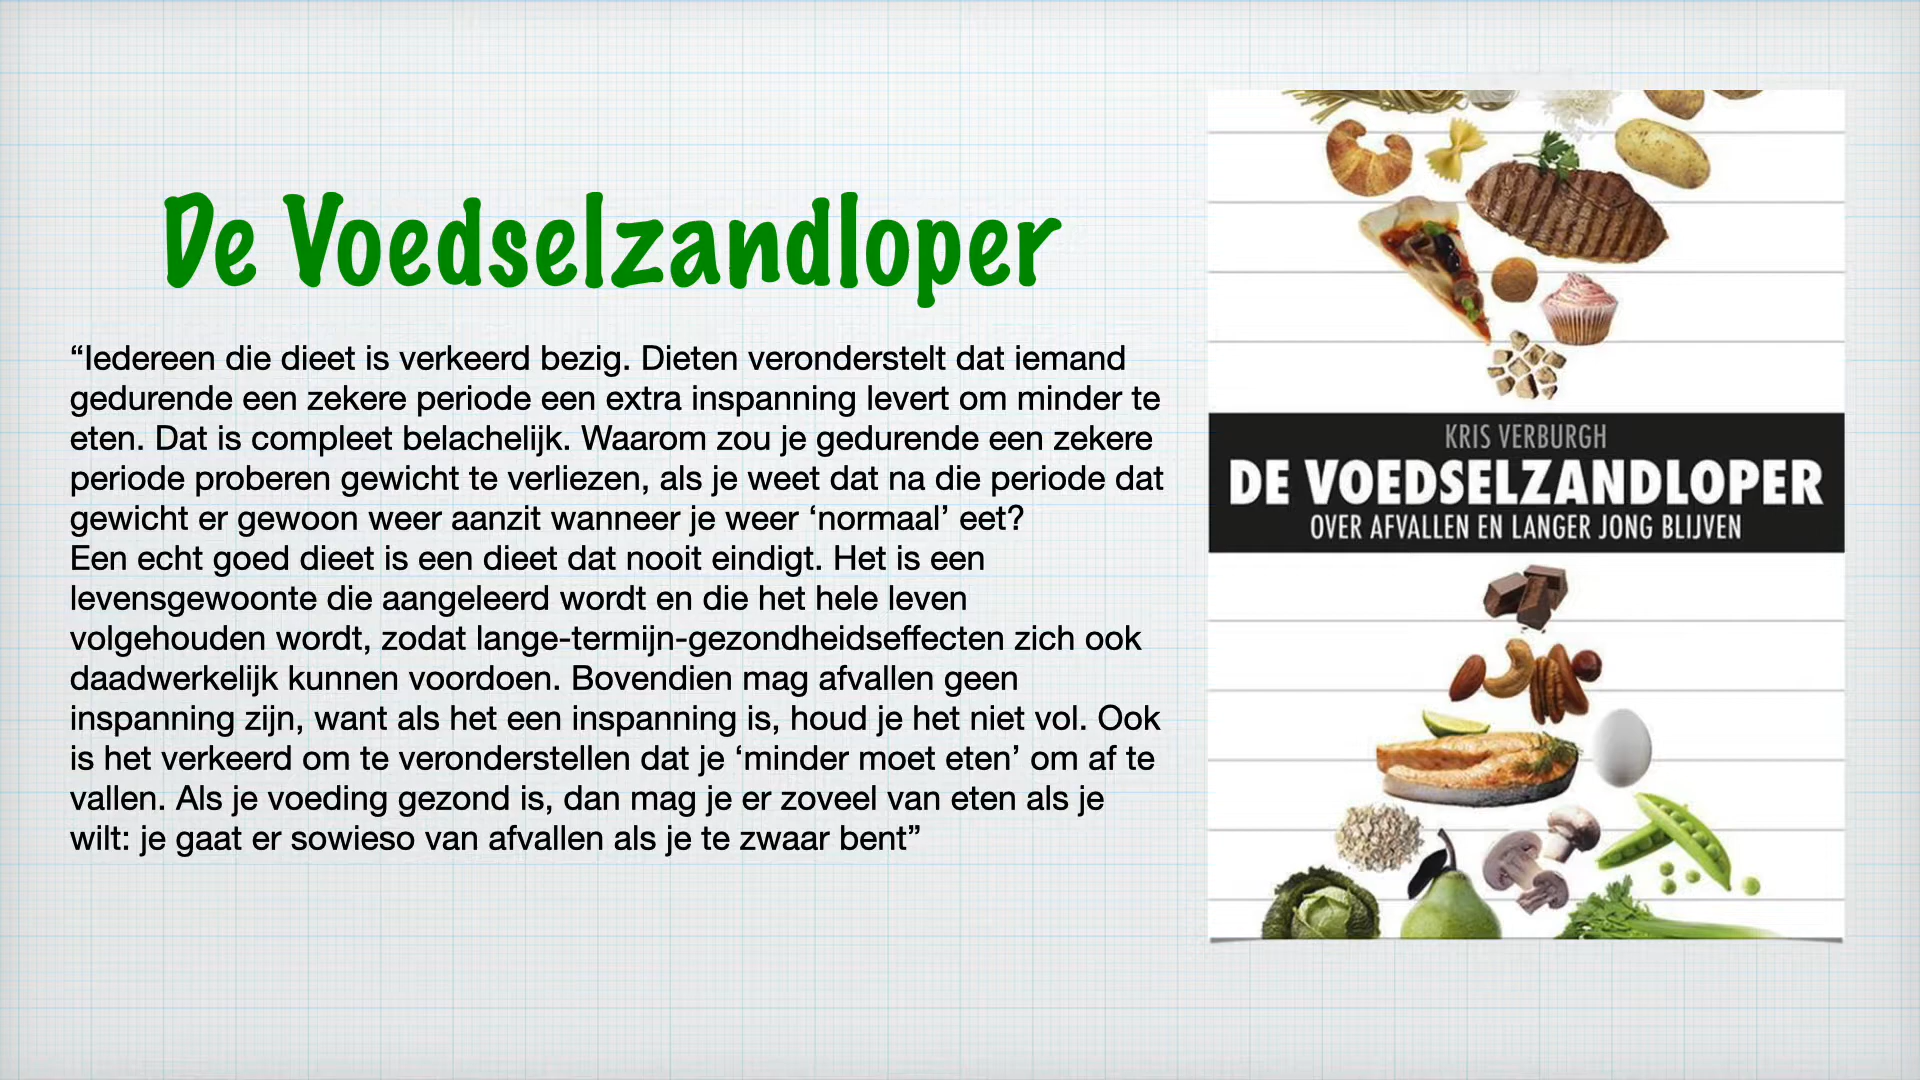 De Voedselzandloper
“Iedereen die dieet is verkeerd bezig. Dieten veronderstelt dat iemand
gedurende een zekere periode een extra inspanning levert om minder te
eten. Dat is compleet belachelijk. Waarom zou je gedurende een zekere
periode proberen gewicht te verliezen, als je weet dat na die periode dat
gewicht er gewoon weer aanzit wanneer je weer ‘normaal’ eet?
Een echt goed dieet is een dieet dat nooit eindigt. Het is een
levensgewoonte die aangeleerd wordt en die het hele leven
volgehouden wordt, zodat lange-termijn-gezondheidseffecten zich ook
daadwerkelijk kunnen voordoen. Bovendien mag afvallen geen
inspanning zijn, want als het een inspanning is, houd je het niet vol. Ook
is het verkeerd om te veronderstellen dat je ‘minder moet eten’ om af te
vallen. Als je voeding gezond is, dan mag je er zoveel van eten als je
wilt: je gaat er sowieso van afvallen als je te zwaar bent”
KRIS VERBURGH
DE VOEDSELZANDLOPER
OVER AFVALLEN EN LANGER JONG BLIJVEN